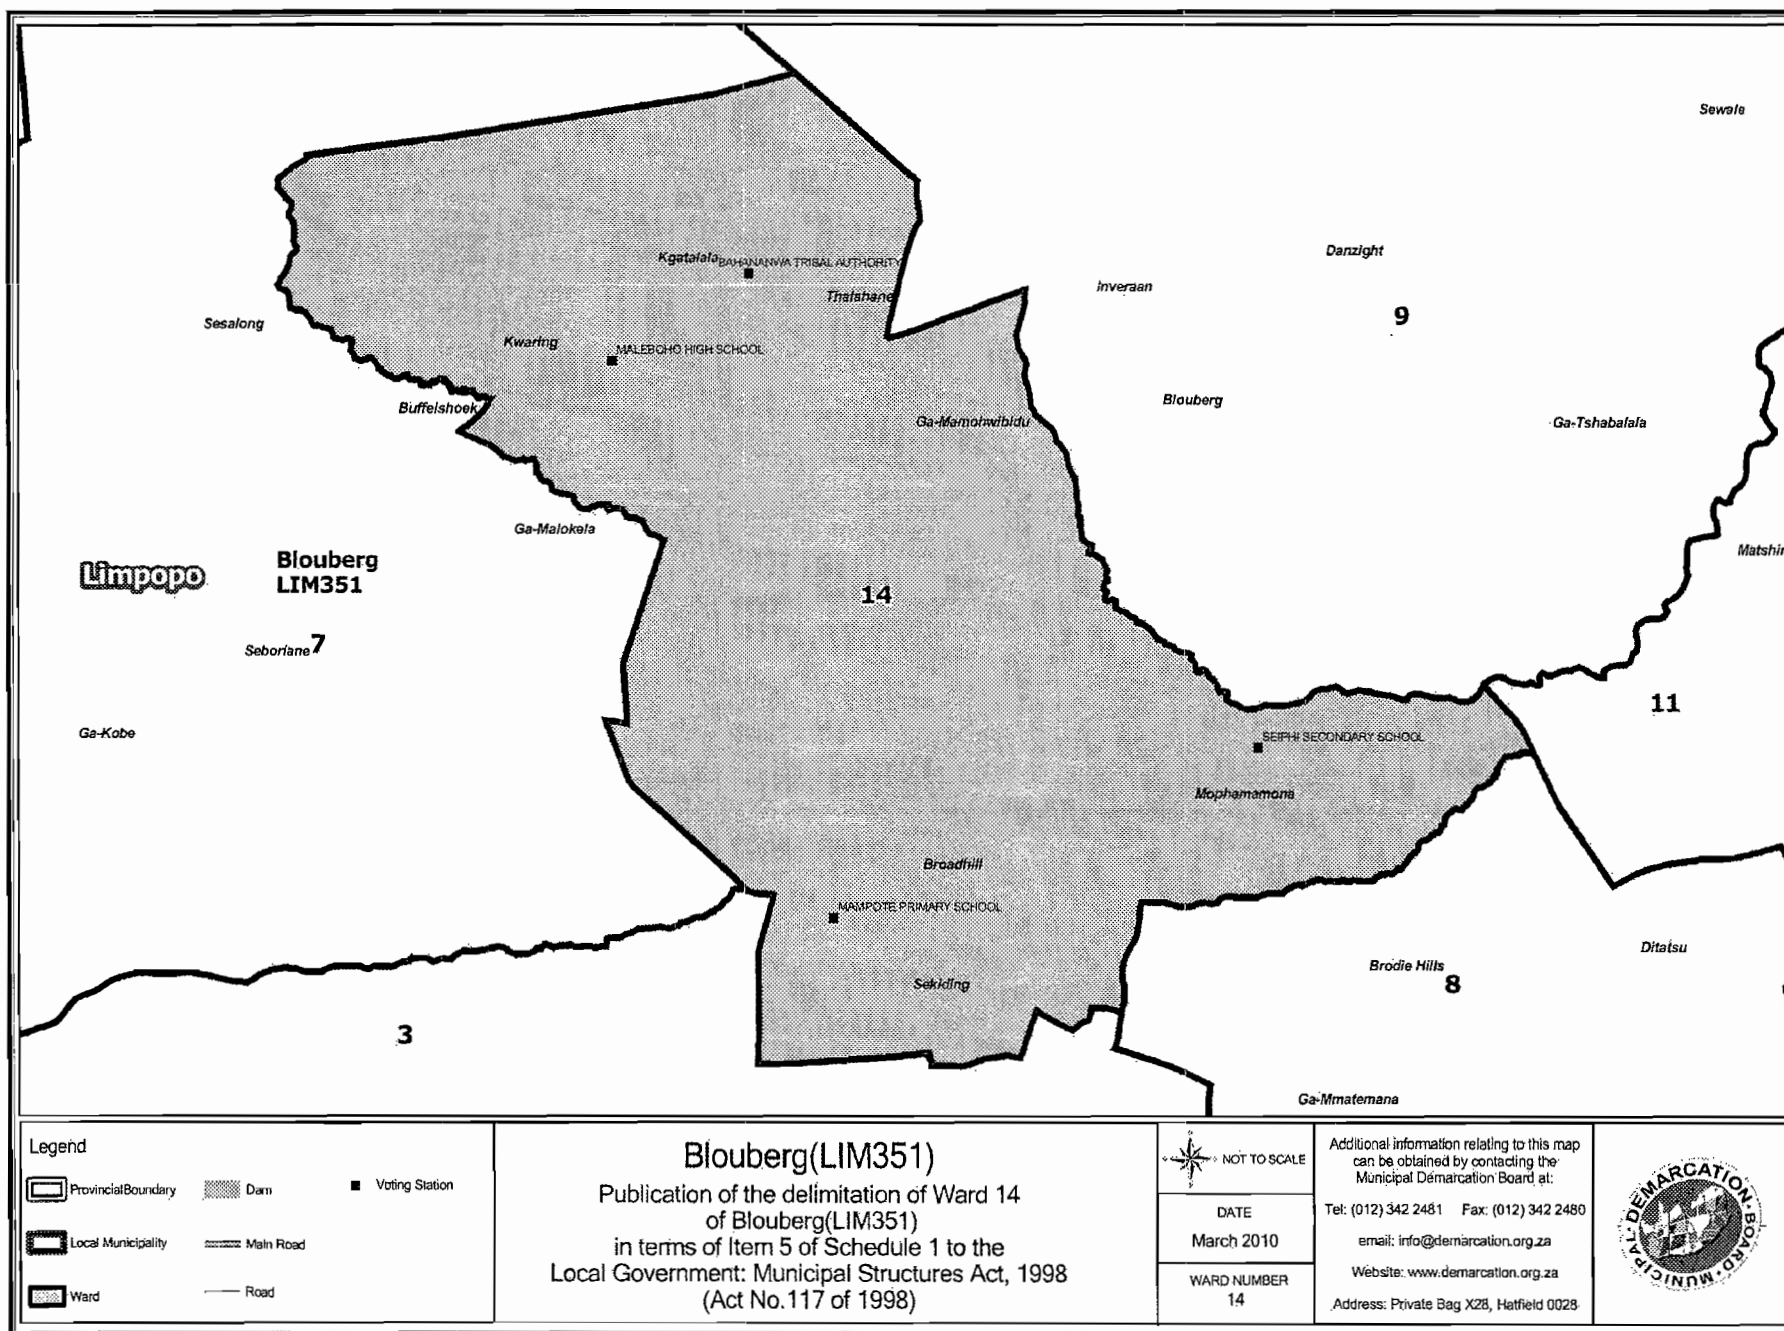 Sewale
Danzight
Inveraan
9
Kgatalala
BAHANANWA TRIBAL AUTHORITY
Thalshane
Sesalong
Kwaring
MALEBOHO HIGH SCHOOL
Buffelshoek
Blouberg
Ga-Mamohwibidu
Ga-Tshabalala
Ga-Malokela
Limpopo
Blouberg
LIM351
14
Seborlane
7
11
Ga-Kobe
SEIPHI SECONDARY SCHOOL
Mophamamona
Broadhill
MAMPOTE PRIMARY SCHOOL
Ditatsu
Brodie Hills
8
Sekiding
3
Ga-Mmatemana
Legend
Provincial Boundary
Dam
Voting Station
Local Municipality
Main Road
Ward
Road
Blouberg(LIM351)
Publication of the delimitation of Ward 14
of Blouberg(LIM351)
in terms of Item 5 of Schedule 1 to the
Local Government: Municipal Structures Act, 1998
(Act No.117 of 1998)
NOT TO SCALE
DATE
March 2010
WARD NUMBER
14
Additional information relating to this map
can be obtained by contacting the
Municipal Demarcation Board at:
Tel: (012) 342 2481 Fax: (012) 342 2480
email: info@demarcation.org.za
Website: www.demarcation.org.za
Address: Private Bag X28, Hatfield 0028
MUNICIPAL DEMARCATION BOARD